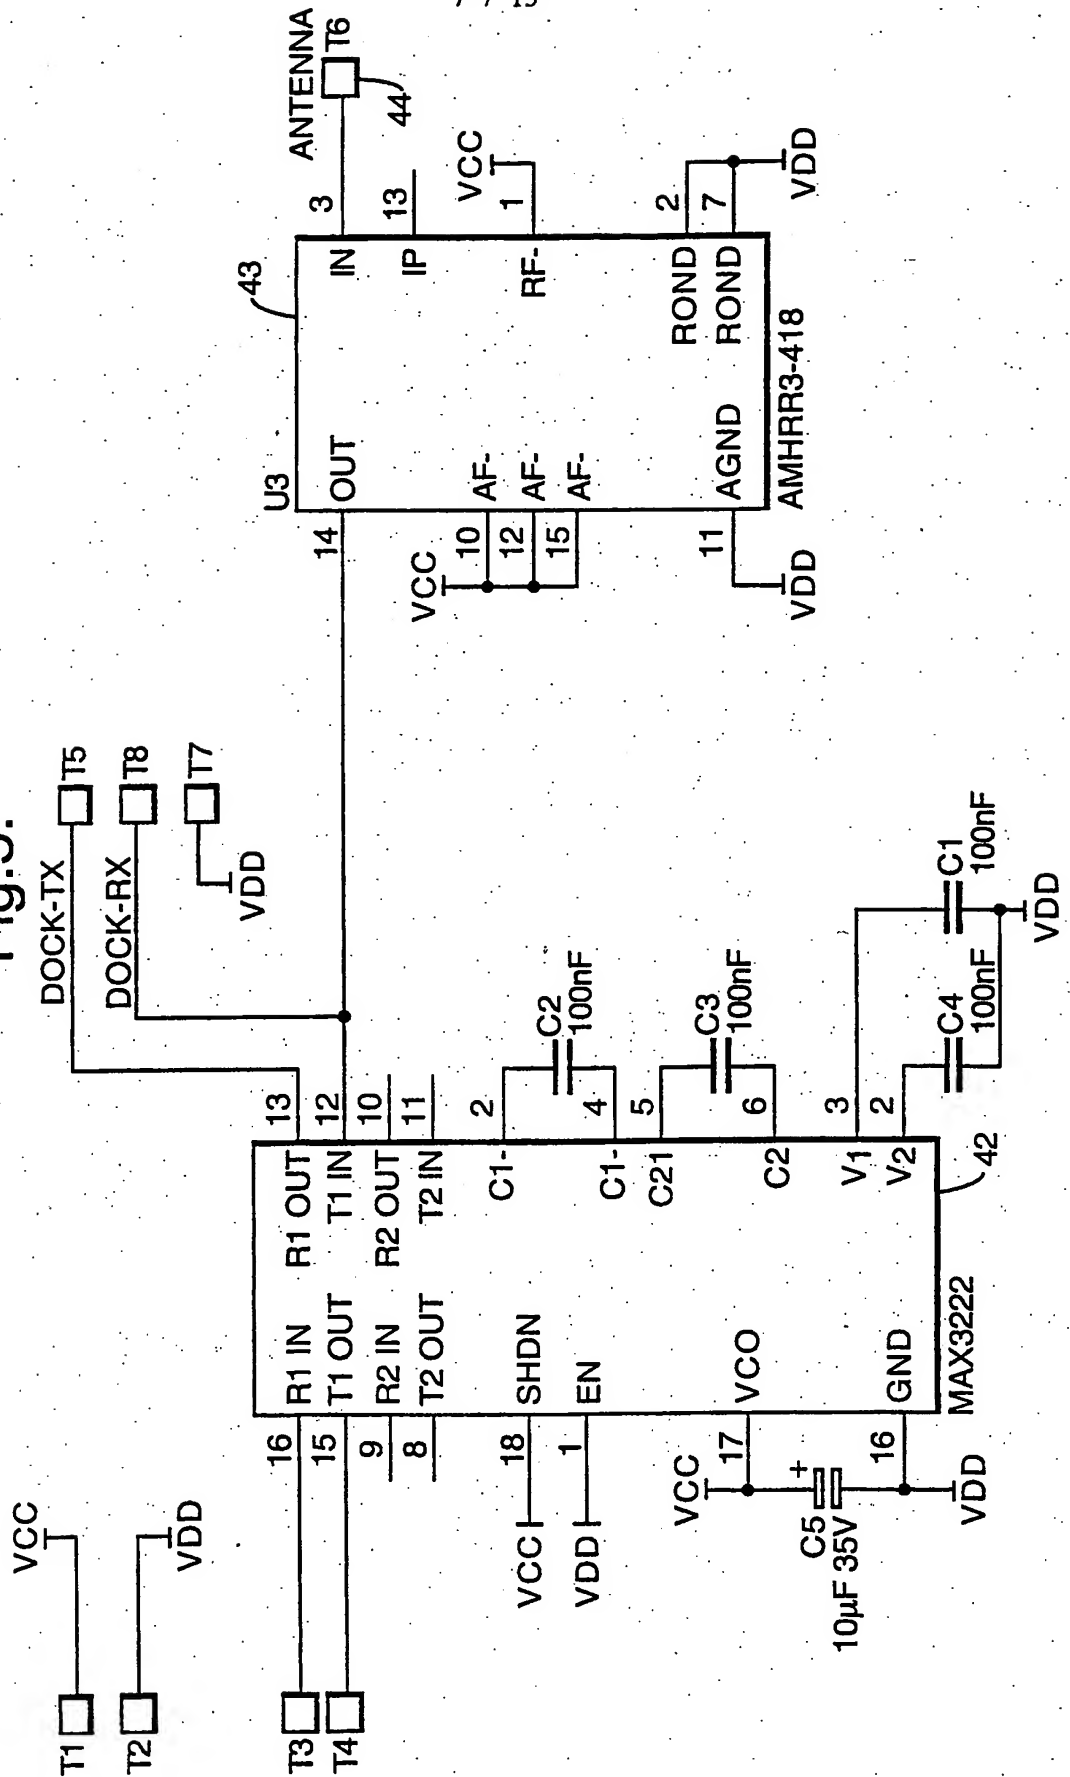 Fig.5.
T1
VCC
T2
VDD
T3
T4
DOCK-TX
T5
DOCK-RX
T8
T7
VDD
16
R1 IN
R1 OUT
13
15
T1 OUT
T1 IN
12
9
R2 IN
R2 OUT
10
8
T2 OUT
T2 IN
11
VCC
18
SHDN
VDD
1
EN
C1-
2
C2
100nF
C1-
4
C21
5
C3
100nF
C2
6
VCC
17
VCO
C5
10µF 35V
+
16
GND
VDD
V1
3
V2
2
C1
100nF
C4
100nF
VDD
MAX3222
42
U3
43
14
OUT
IN
3
ANTENNA
T6
44
IP
13
VCC
10
AF-
12
AF-
15
AF-
RF-
1
VCC
11
AGND
VDD
ROND
2
ROND
7
VDD
AMHRR3-418